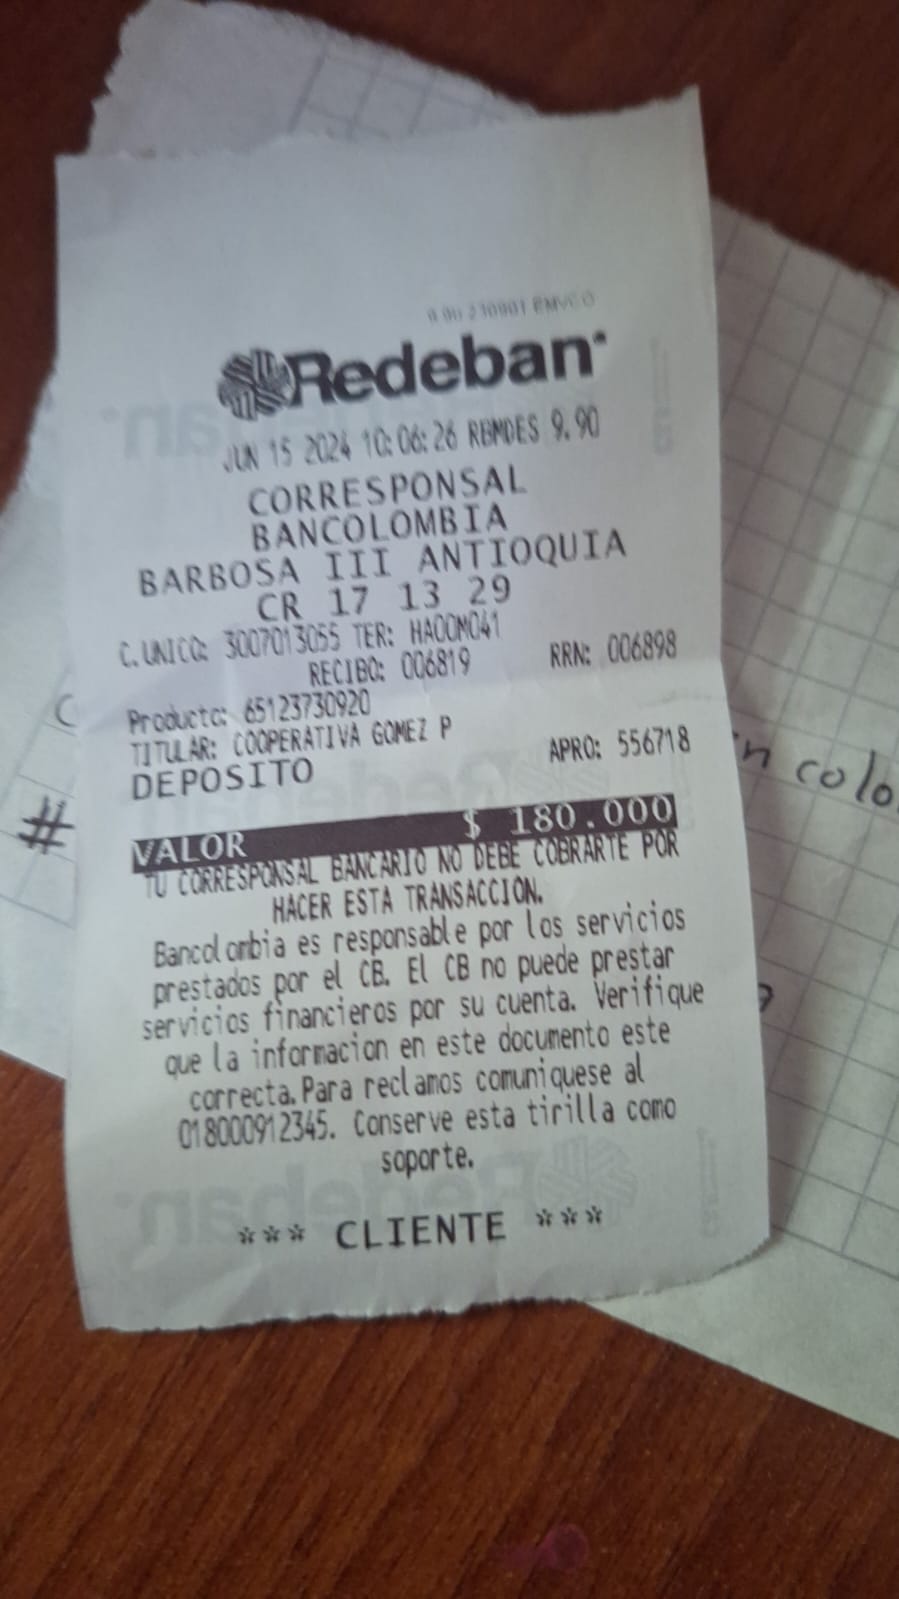 Redeban
JUN 15 2024 10:06:26 RBMDES 9.90
CORRESPONSAL
BANCOLOMBIA
BARBOSA III ANTIOQUIA
CR 17 13 29
C.UNICO: 3007013055 TER: HA00M041
RECIBO: 006819 RRN: 006898
Producto: 65123730920
TITULAR: COOPERATIVA GOMEZ P
DEPOSITO APRO: 556718
VALOR $ 180.000
TU CORRESPONSAL BANCARIO NO DEBE COBRARTE POR
HACER ESTA TRANSACCION.
Bancolombia es responsable por los servicios
prestados por el CB. El CB no puede prestar
servicios financieros por su cuenta. Verifique
que la informacion en este documento este
correcta.Para reclamos comuniquese al
018000912345. Conserve esta tirilla como
soporte.
*** CLIENTE ***
#